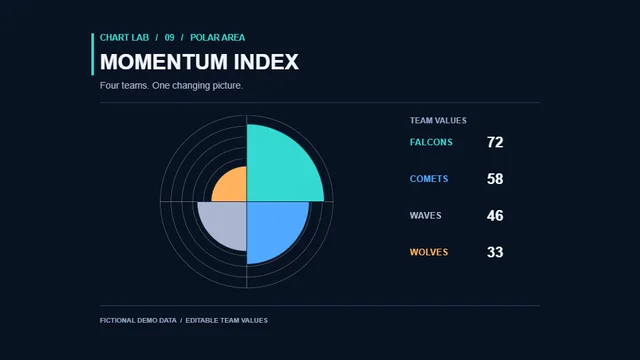 CHART LAB / 09 / POLAR AREA
MOMENTUM INDEX
Four teams. One changing picture.
TEAM VALUES
FALCONS 72
COMETS 58
WAVES 46
WOLVES 33
FICTIONAL DEMO DATA / EDITABLE TEAM VALUES